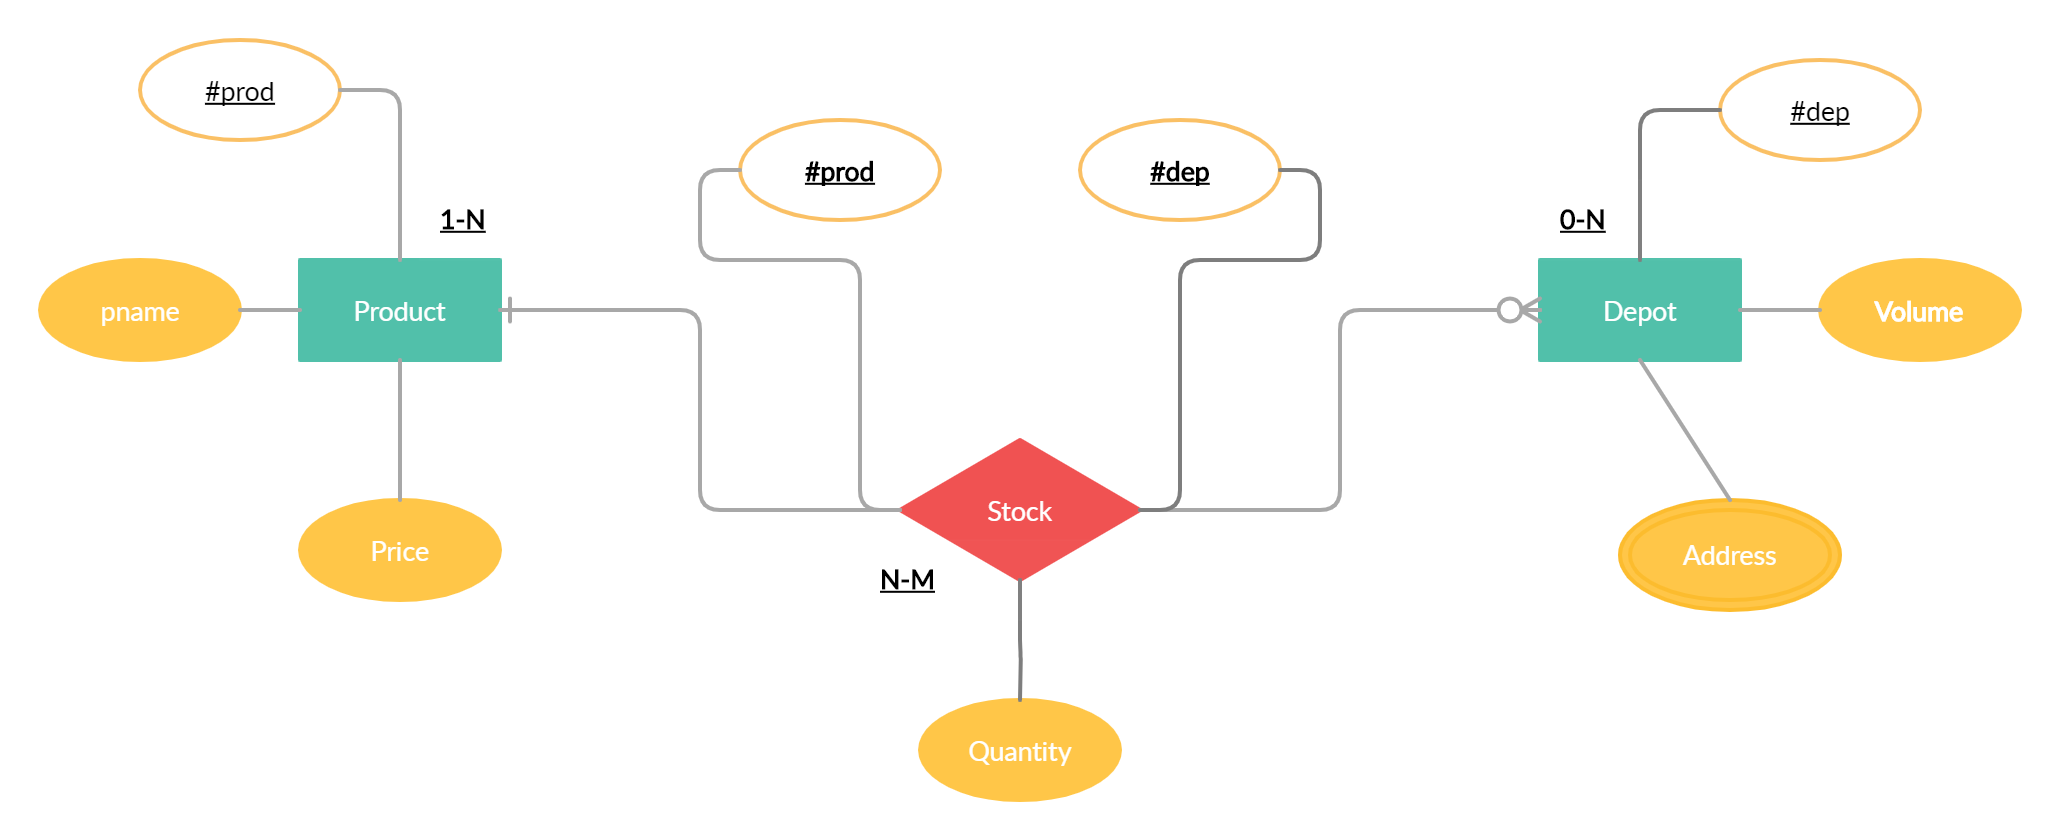 #prod
#dep
#prod
#dep
1-N
0-N
pname
Product
Depot
Volume
Stock
Price
Address
N-M
Quantity